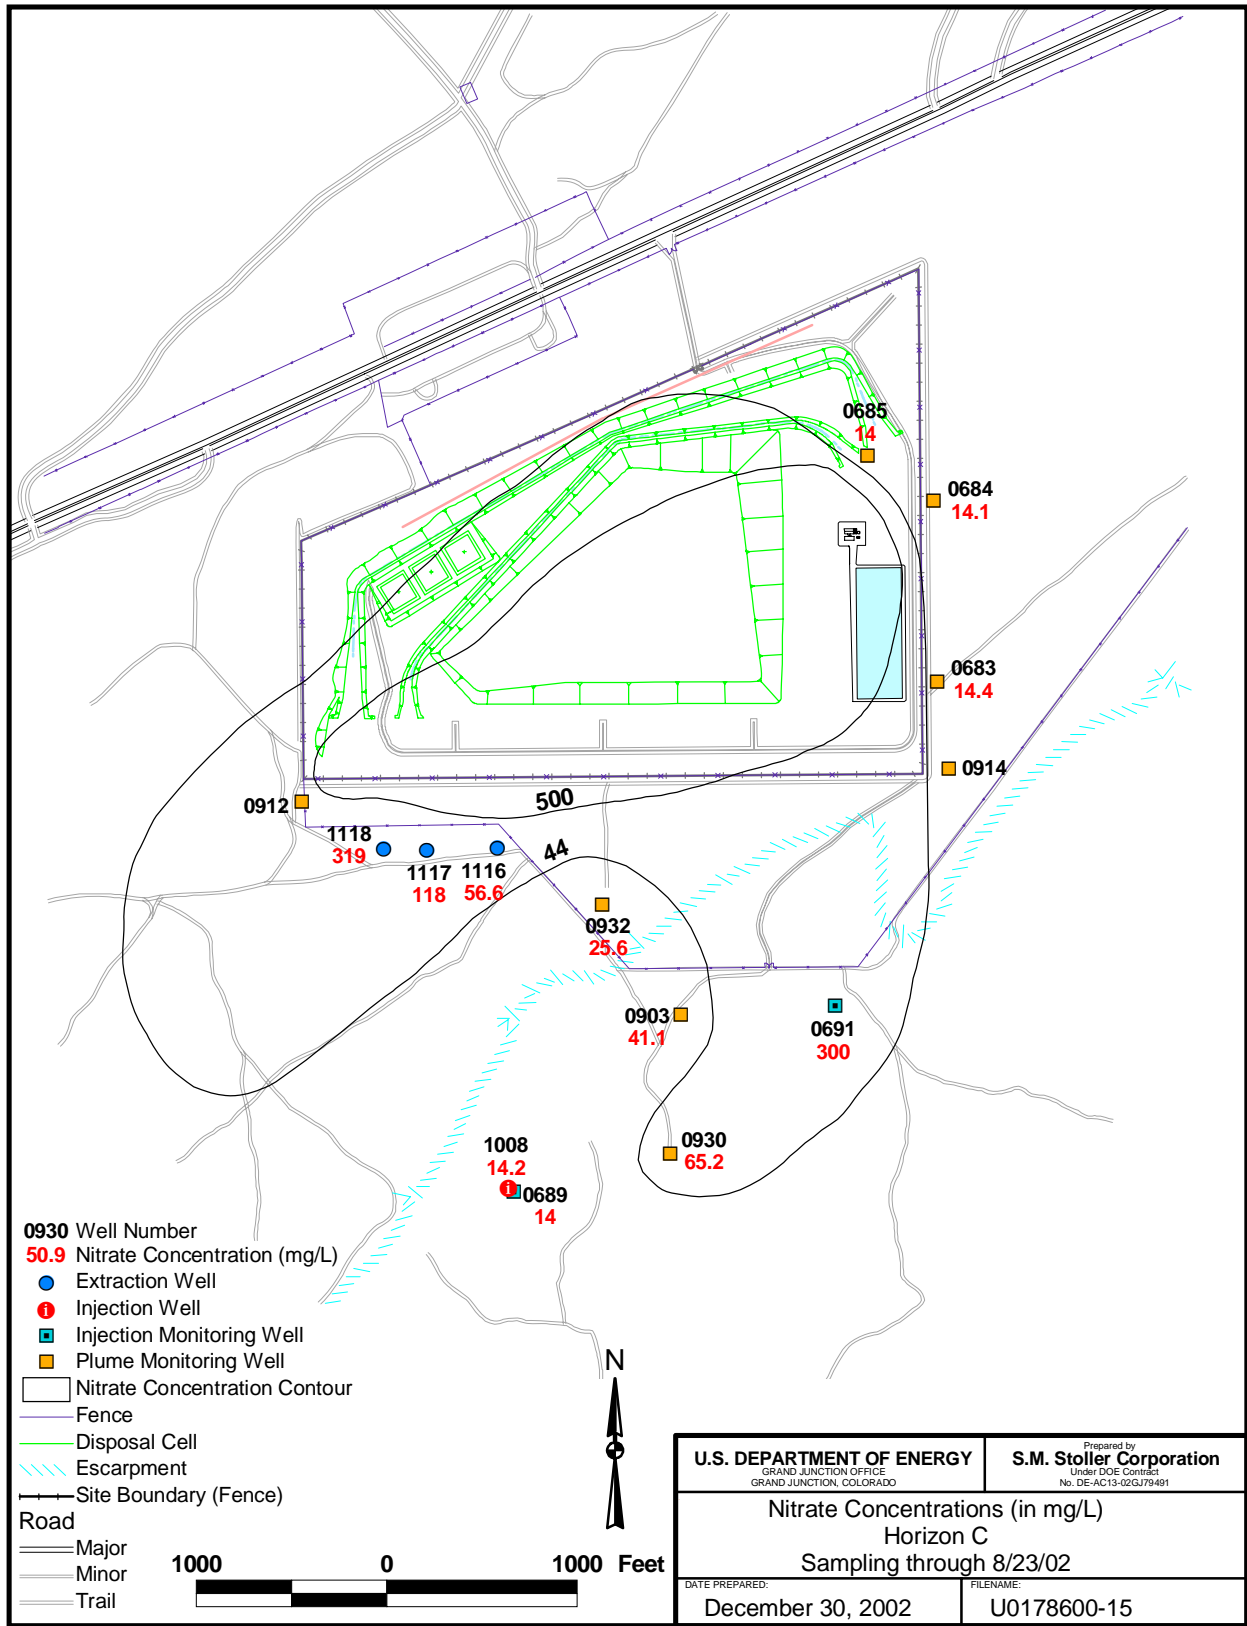 0685
14
0684
14.1
0683
14.4
0914
0912
500
1118
319
1117
118
1116
56.6
44
0932
25.6
0903
41.1
0691
300
0930
65.2
1008
14.2
i
0689
14
0930 Well Number
50.9 Nitrate Concentration (mg/L)
Extraction Well
i Injection Well
Injection Monitoring Well
Plume Monitoring Well
Nitrate Concentration Contour
Fence
Disposal Cell
Escarpment
Site Boundary (Fence)
Road
Major
Minor
Trail
N
1000 0 1000 Feet
U.S. DEPARTMENT OF ENERGY
GRAND JUNCTION OFFICE
GRAND JUNCTION, COLORADO
Prepared by
S.M. Stoller Corporation
Under DOE Contract
No. DE-AC13-02GJ79491
Nitrate Concentrations (in mg/L)
Horizon C
Sampling through 8/23/02
DATE PREPARED:
December 30, 2002
FILENAME:
U0178600-15